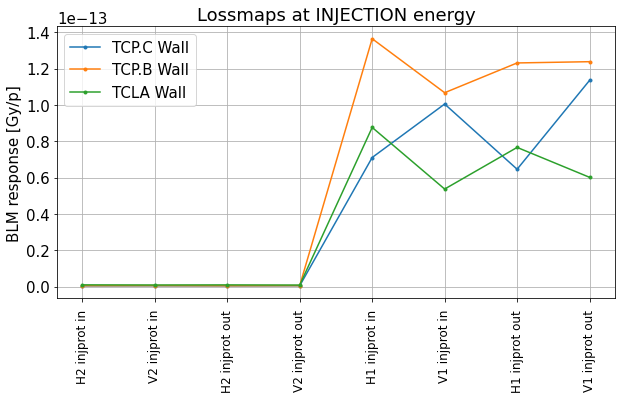 Lossmaps at INJECTION energy
1e−13
1.4
1.2
1.0
0.8
0.6
0.4
0.2
0.0
BLM response [Gy/p]
TCP.C Wall
TCP.B Wall
TCLA Wall
H2 injprot in
V2 injprot in
H2 injprot out
V2 injprot out
H1 injprot in
V1 injprot in
H1 injprot out
V1 injprot out